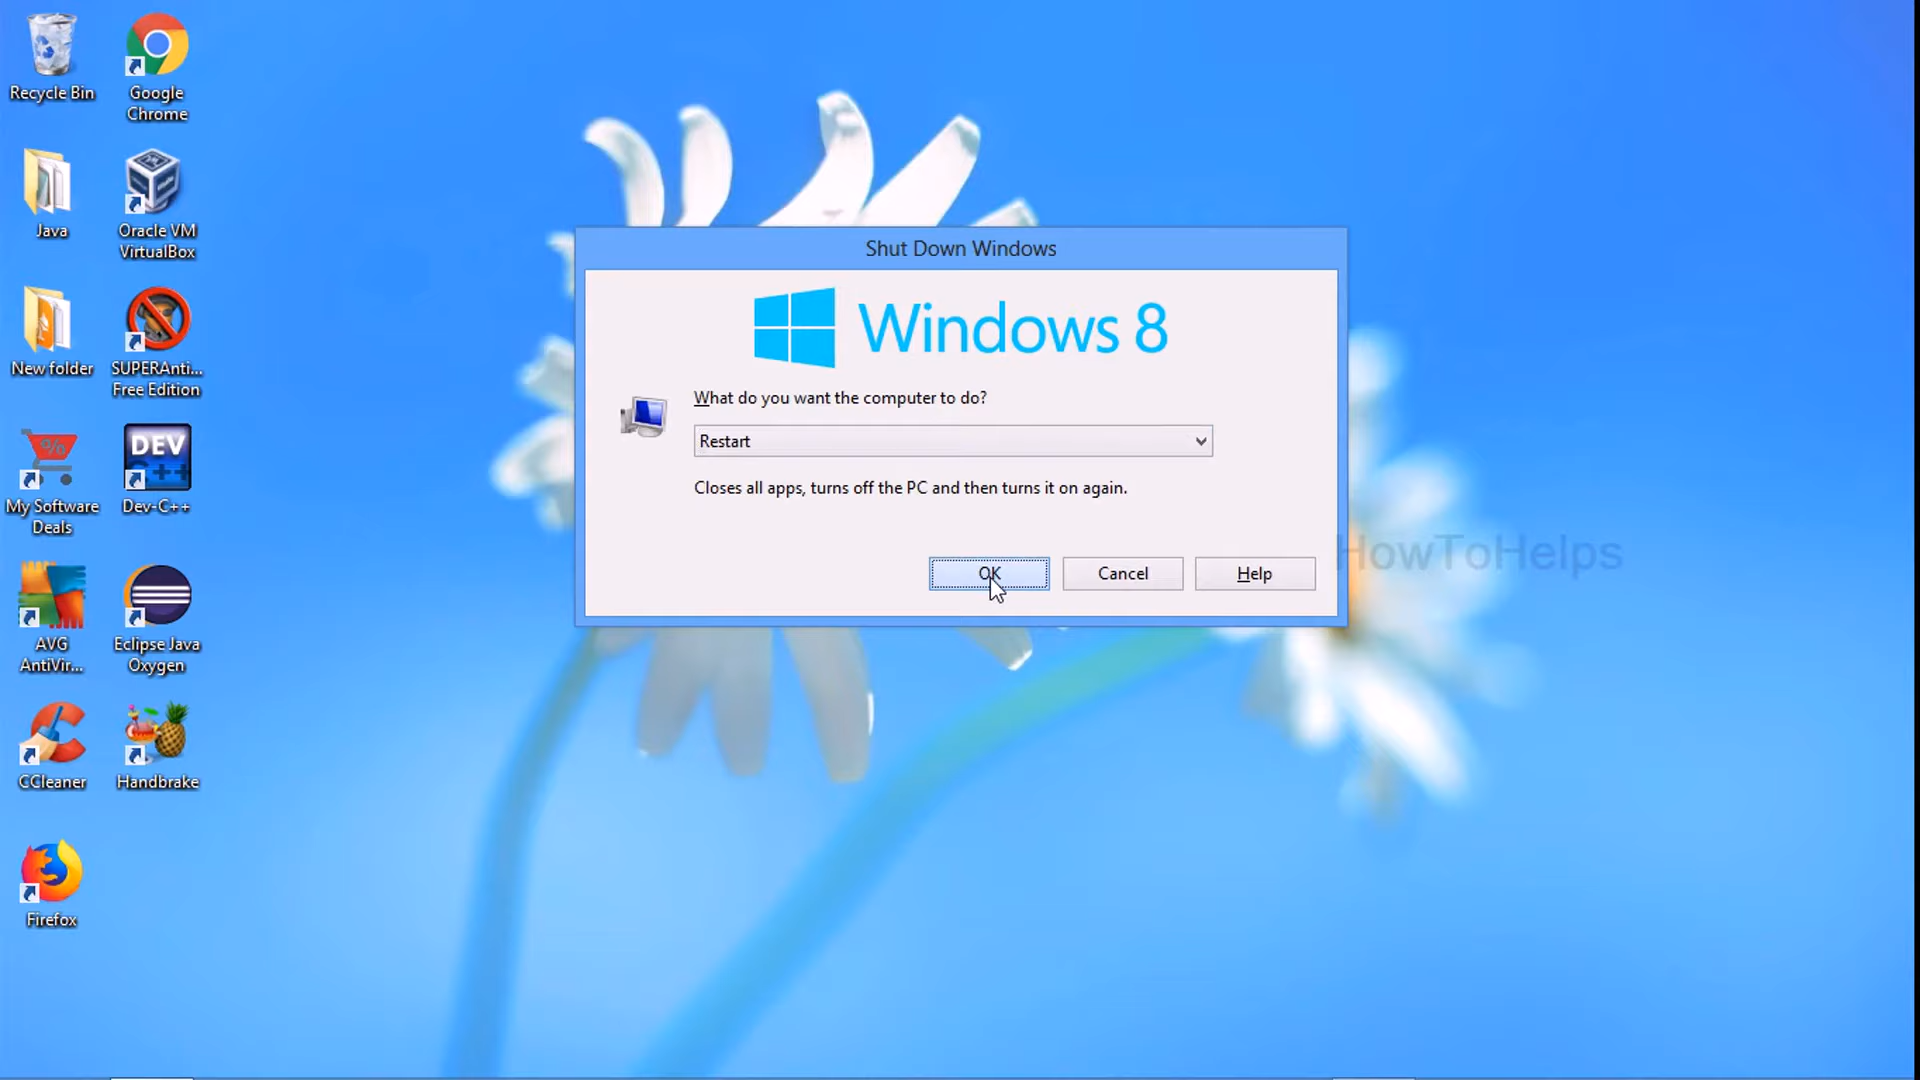 Recycle Bin
Google
Chrome
Java
Oracle VM
VirtualBox
New folder
SUPERAnti...
Free Edition
My Software
Deals
DEV
C++
Dev-C++
AVG
AntiVir...
Eclipse Java
Oxygen
CCleaner
Handbrake
Firefox
Shut Down Windows
Windows 8
What do you want the computer to do?
Restart
Closes all apps, turns off the PC and then turns it on again.
OK
Cancel
Help
HowToHelps